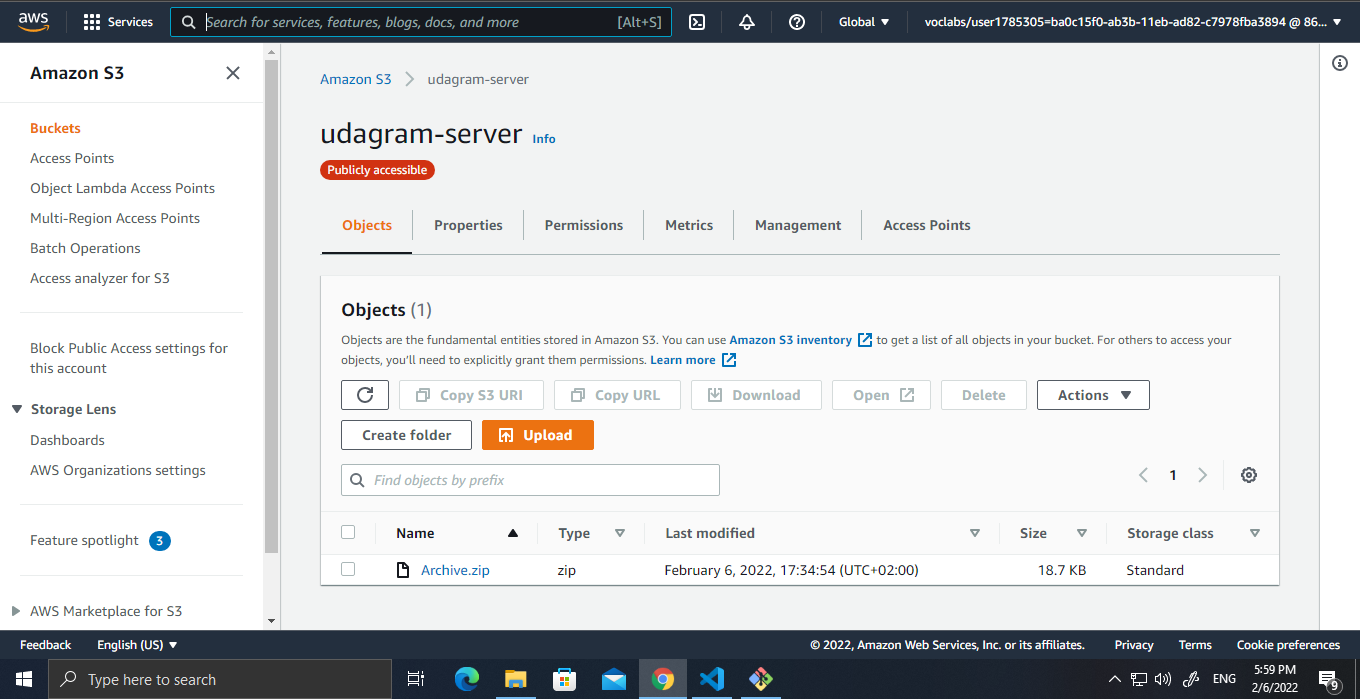 aws
Services
Search for services, features, blogs, docs, and more
[Alt+S]
Global
voclabs/user1785305=ba0c15f0-ab3b-11eb-ad82-c7978fba3894 @ 86...
Amazon S3
Buckets
Access Points
Object Lambda Access Points
Multi-Region Access Points
Batch Operations
Access analyzer for S3
Block Public Access settings for
this account
Storage Lens
Dashboards
AWS Organizations settings
Feature spotlight 3
AWS Marketplace for S3
Amazon S3 udagram-server
udagram-server Info
Publicly accessible
Objects Properties Permissions Metrics Management Access Points
Objects (1)
Objects are the fundamental entities stored in Amazon S3. You can use Amazon S3 inventory to get a list of all objects in your bucket. For others to access your
objects, you'll need to explicitly grant them permissions. Learn more
Copy S3 URI Copy URL Download Open Delete Actions
Create folder Upload
Find objects by prefix
1
Name Type Last modified Size Storage class
Archive.zip zip February 6, 2022, 17:34:54 (UTC+02:00) 18.7 KB Standard
Feedback English (US) © 2022, Amazon Web Services, Inc. or its affiliates. Privacy Terms Cookie preferences
Type here to search
ENG
5:59 PM
2/6/2022
9